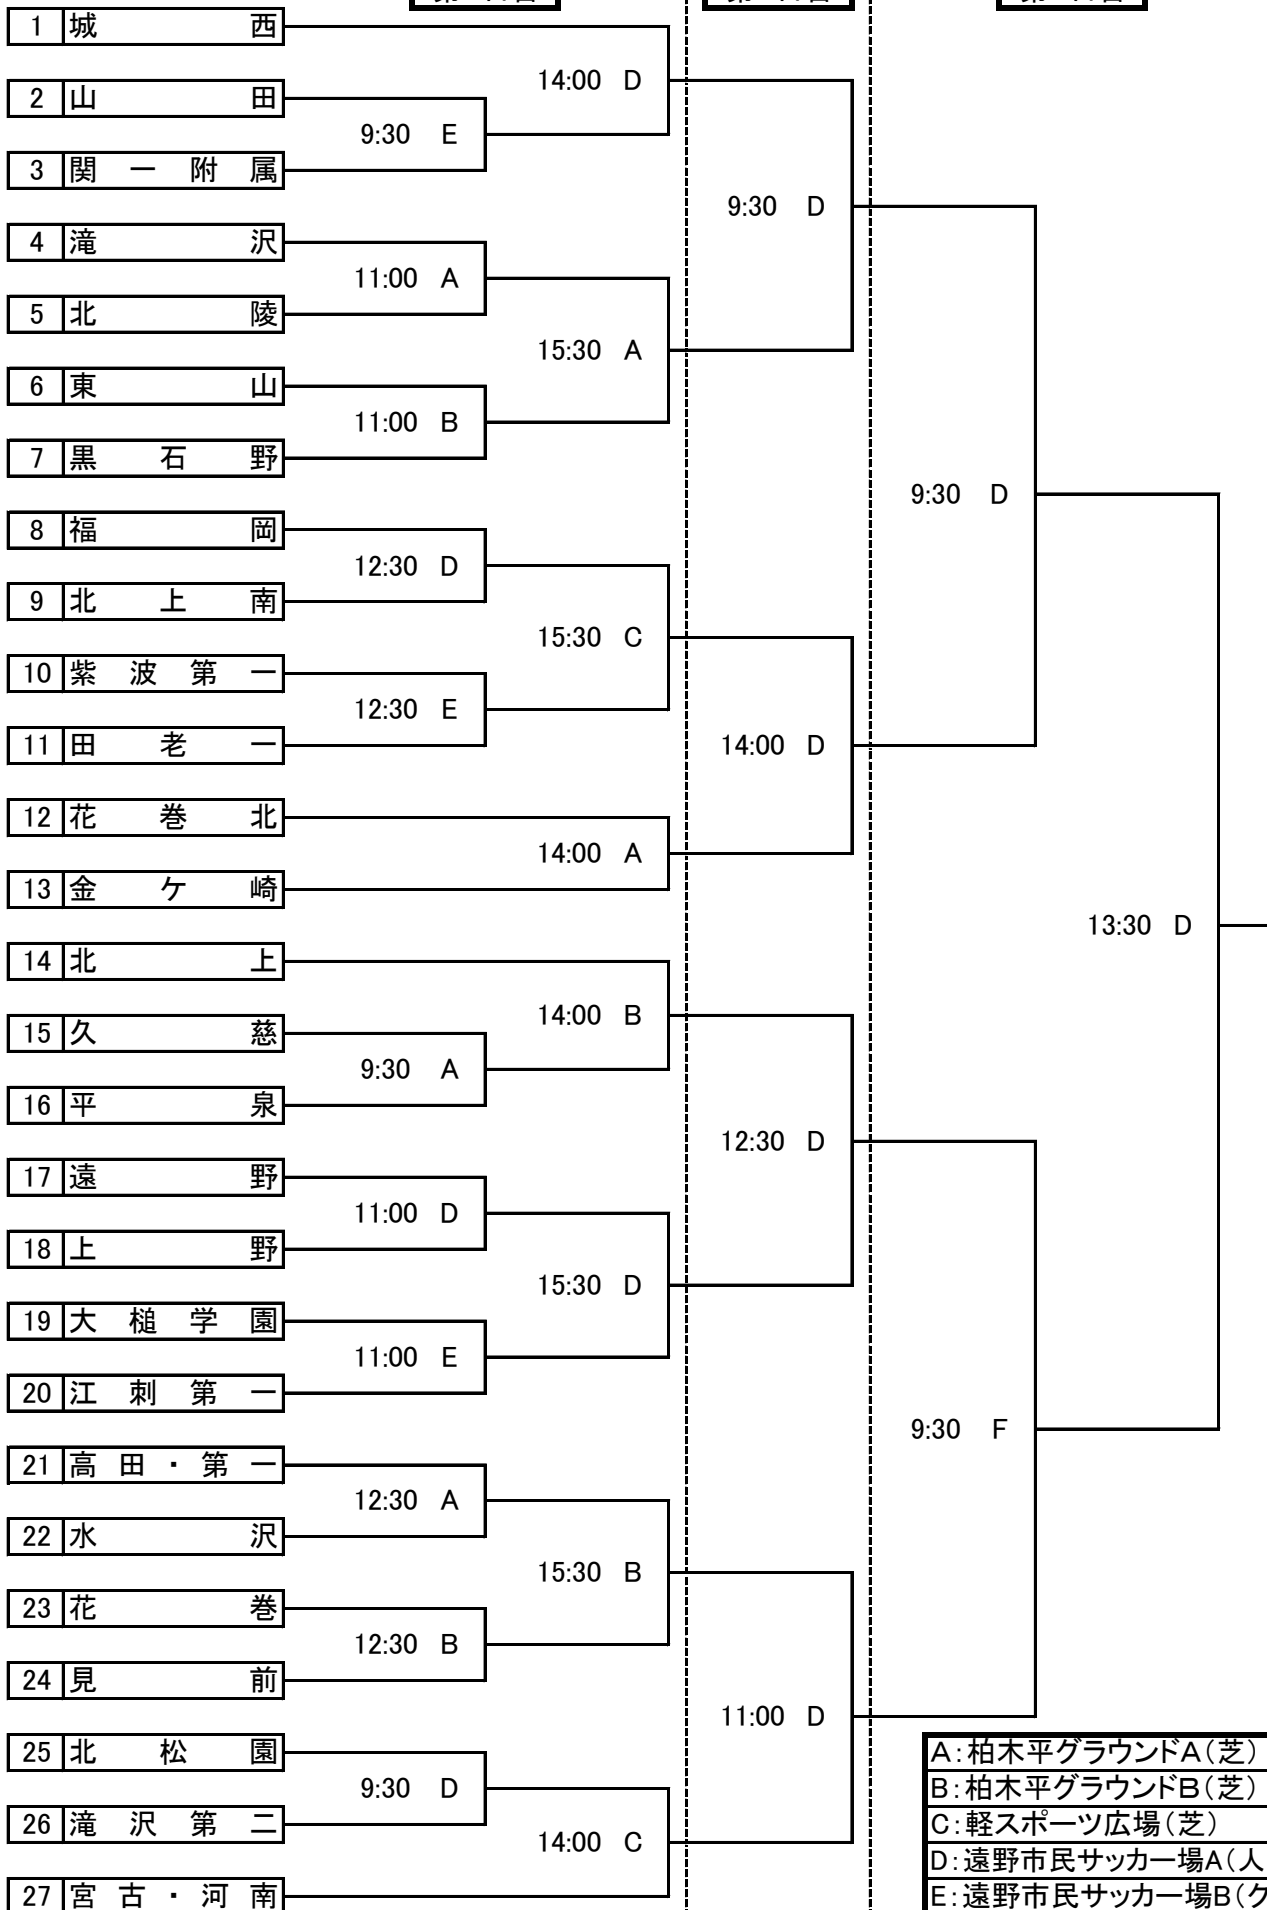 1 城西
14:00 D
2 山田
9:30 E
3 関一附属
9:30 D
4 滝沢
11:00 A
5 北陵
15:30 A
6 東山
11:00 B
7 黒石野
9:30 D
8 福岡
12:30 D
9 北上南
15:30 C
10 紫波第一
12:30 E
11 田老一
14:00 D
12 花巻北
14:00 A
13 金ケ崎
13:30 D
14 北上
14:00 B
15 久慈
9:30 A
16 平泉
12:30 D
17 遠野
11:00 D
18 上野
15:30 D
19 大槌学園
11:00 E
20 江刺第一
9:30 F
21 高田・第一
12:30 A
22 水沢
15:30 B
23 花巻
12:30 B
24 見前
11:00 D
25 北松園
9:30 D
26 滝沢第二
14:00 C
27 宮古・河南
A:柏木平グラウンドA(芝)
B:柏木平グラウンドB(芝)
C:軽スポーツ広場(芝)
D:遠野市民サッカー場A(人
E:遠野市民サッカー場B(ク